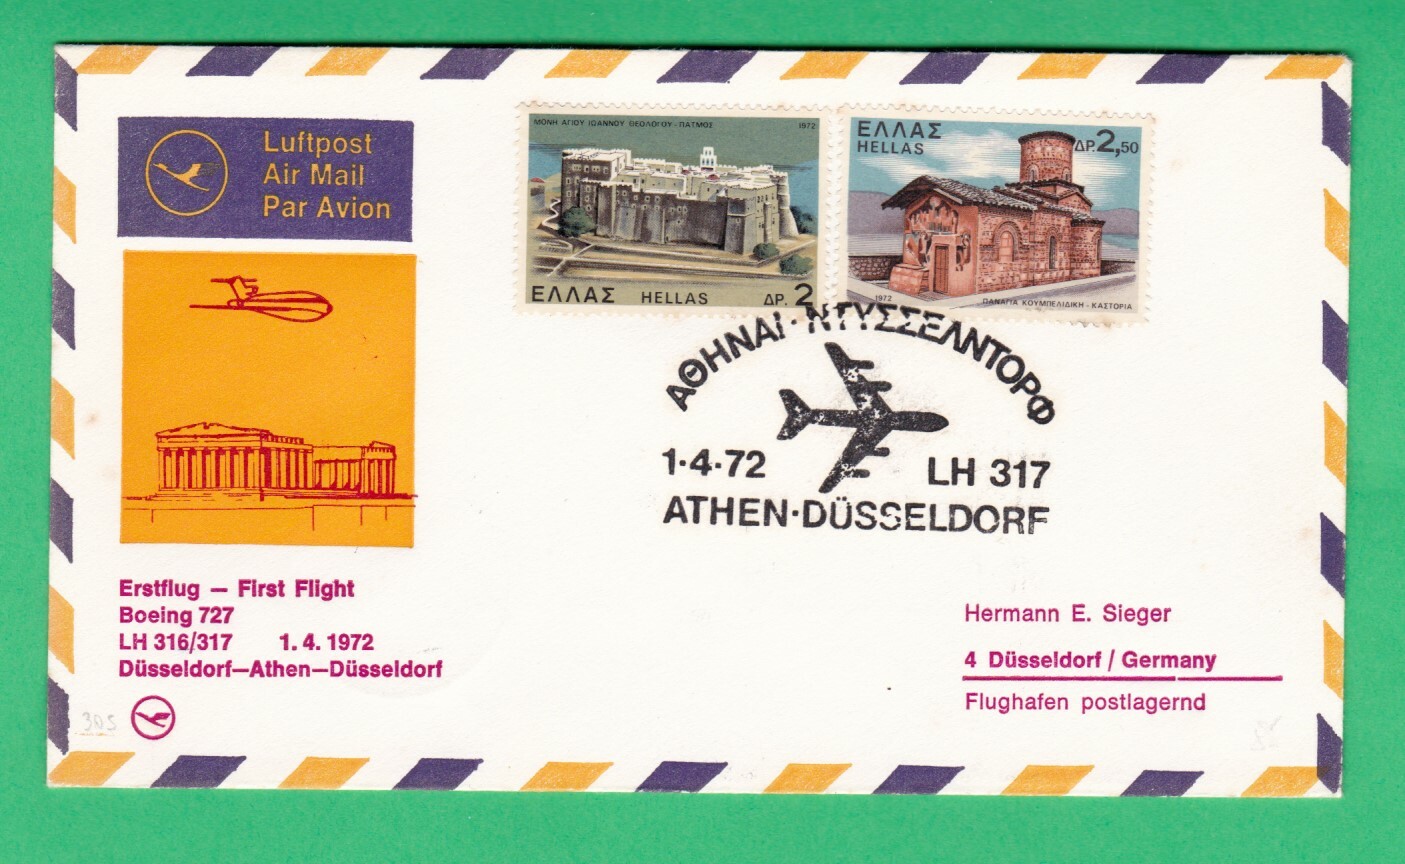 Luftpost
Air Mail
Par Avion
ΜΟΝΗ ΑΓΙΟΥ ΙΩΑΝΝΟΥ ΘΕΟΛΟΓΟΥ - ΠΑΤΜΟΣ 1972
ΕΛΛΑΣ HELLAS ΔΡ. 2
ΕΛΛΑΣ
HELLAS
ΔΡ. 2,50
1972
ΠΑΝΑΓΙΑ ΚΟΥΜΠΕΛΙΔΙΚΗ - ΚΑΣΤΟΡΙΑ
ΑΘΗΝΑΙ · ΝΤΥΣΣΕΛΝΤΟΡΦ
1·4·72 LH 317
ATHEN·DÜSSELDORF
Erstflug – First Flight
Boeing 727
LH 316/317 1. 4. 1972
Düsseldorf–Athen–Düsseldorf
Hermann E. Sieger
4 Düsseldorf / Germany
Flughafen postlagernd